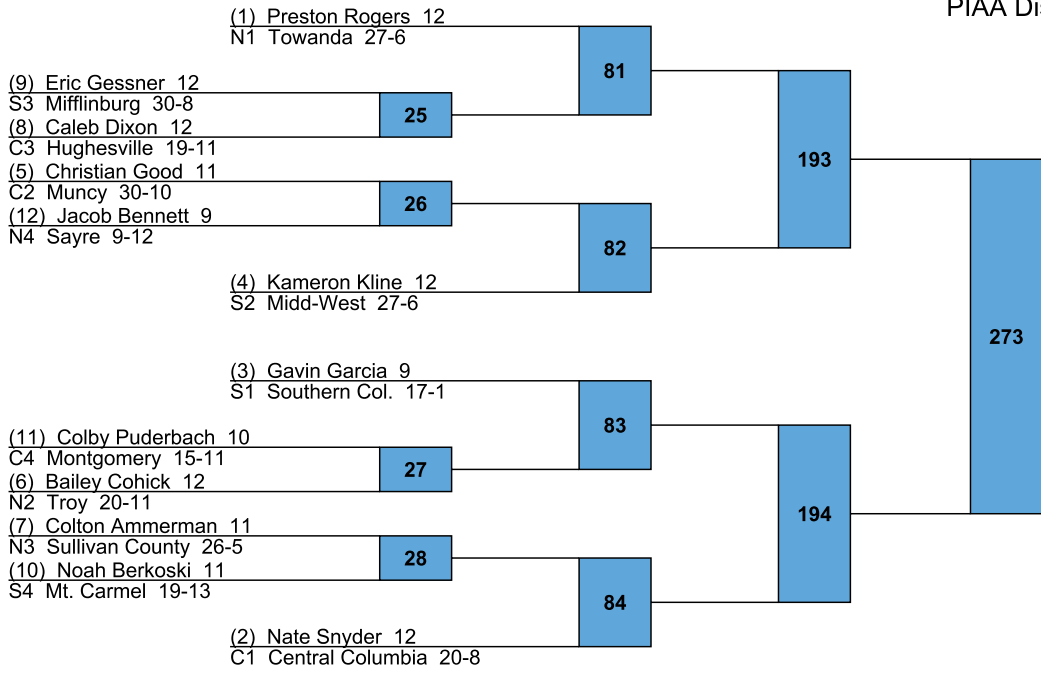 PIAA
(1) Preston Rogers 12
N1 Towanda 27-6
81
(9) Eric Gessner 12
S3 Mifflinburg 30-8
25
(8) Caleb Dixon 12
C3 Hughesville 19-11
193
(5) Christian Good 11
C2 Muncy 30-10
26
(12) Jacob Bennett 9
N4 Sayre 9-12
82
(4) Kameron Kline 12
S2 Midd-West 27-6
273
(3) Gavin Garcia 9
S1 Southern Col. 17-1
83
(11) Colby Puderbach 10
C4 Montgomery 15-11
27
(6) Bailey Cohick 12
N2 Troy 20-11
194
(7) Colton Ammerman 11
N3 Sullivan County 26-5
28
(10) Noah Berkoski 11
S4 Mt. Carmel 19-13
84
(2) Nate Snyder 12
C1 Central Columbia 20-8